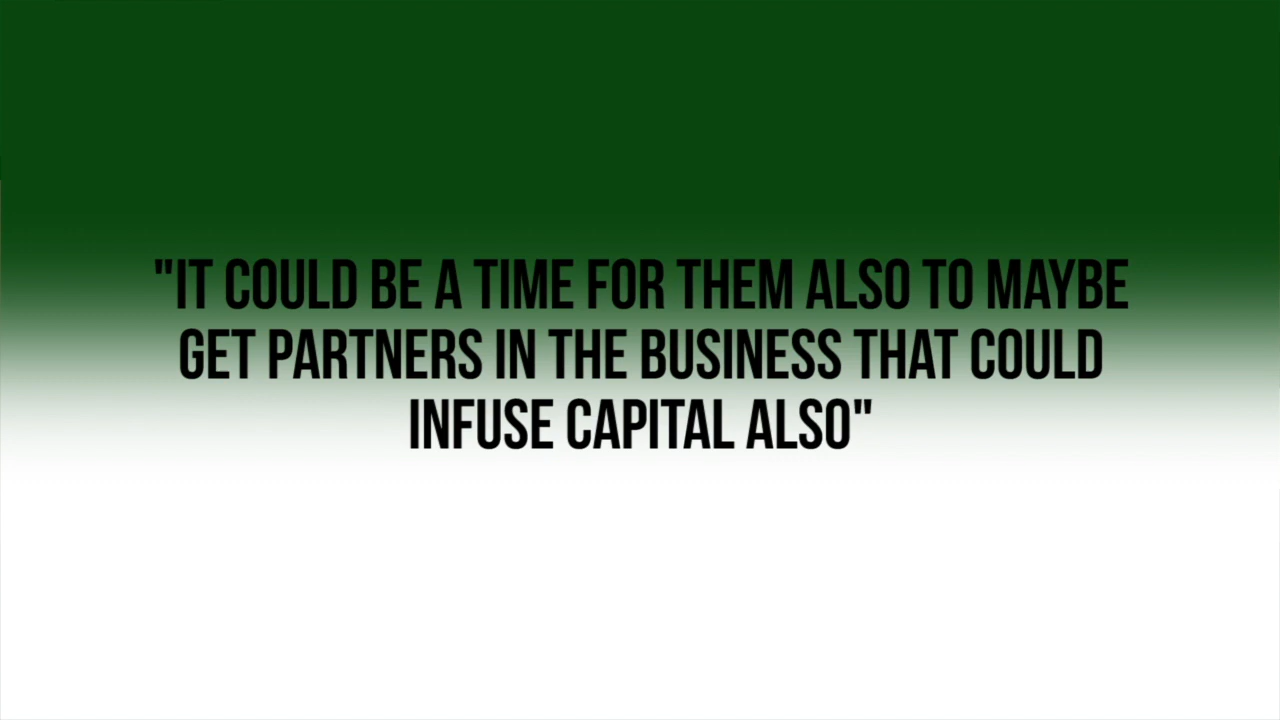 "IT COULD BE A TIME FOR THEM ALSO TO MAYBE
GET PARTNERS IN THE BUSINESS THAT COULD
INFUSE CAPITAL ALSO"